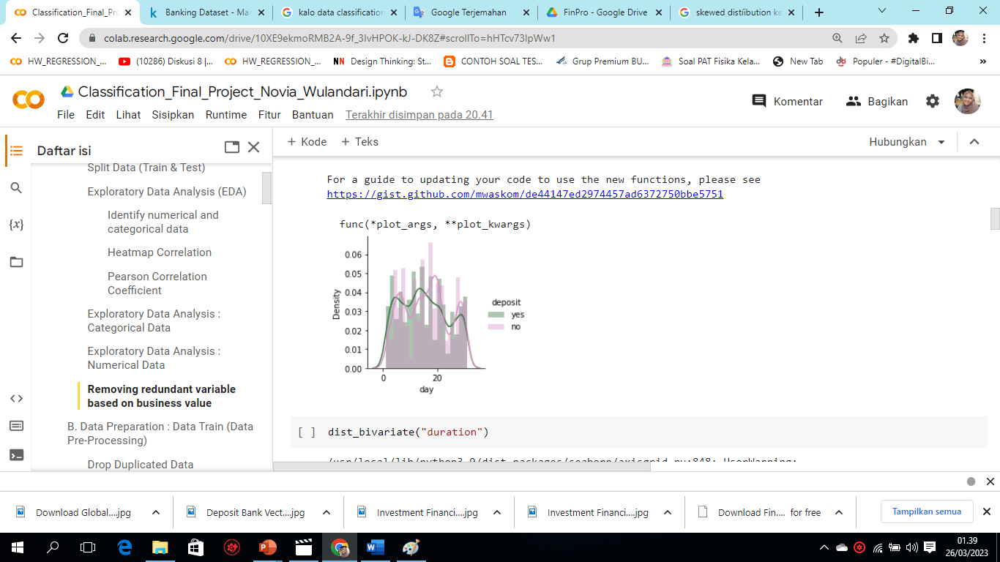 Classification_Final_Pro
Banking Dataset - Mar
kalo data classification
Google Terjemahan
FinPro - Google Drive
skewed distíibution ke
colab.research.google.com/drive/10XE9ekmoRMB2A-9f_3IvHPOK-kJ-DK8Z#scrollTo=hHTcv73IpWw1
HW_REGRESSION_...
(10286) Diskusi 8 |...
HW_REGRESSION_...
NN Design Thinking: St...
CONTOH SOAL TES...
Grup Premium BU...
Soal PAT Fisika Kela...
New Tab
Populer - #DigitalBi...
»
Classification_Final_Project_Novia_Wulandari.ipynb
Komentar
Bagikan
File Edit Lihat Sisipkan Runtime Fitur Bantuan Terakhir disimpan pada 20.41
Daftar isi
+ Kode + Teks
Hubungkan
Split Data (Train & Test)
Exploratory Data Analysis (EDA)
Identify numerical and
categorical data
Heatmap Correlation
Pearson Correlation
Coefficient
Exploratory Data Analysis :
Categorical Data
Exploratory Data Analysis :
Numerical Data
Removing redundant variable
based on business value
B. Data Preparation : Data Train (Data
Pre-Processing)
Drop Duplicated Data
{x}
<>
For a guide to updating your code to use the new functions, please see
https://gist.github.com/mwaskom/de44147ed2974457ad6372750bbe5751
func(*plot_args, **plot_kwargs)
0.06
0.05
0.04
0.03
0.02
0.01
0.00
Density
0 20
day
deposit
yes
no
[ ] dist_bivariate("duration")
/usr/local/lib/python3.9/dist-packages/seaborn/axisgrid.py:848: UserWarning:
Download Global....jpg
Deposit Bank Vect....jpg
Investment Financi....jpg
Investment Financi....jpg
Download Fin.... for free
Tampilkan semua
01.39
26/03/2023